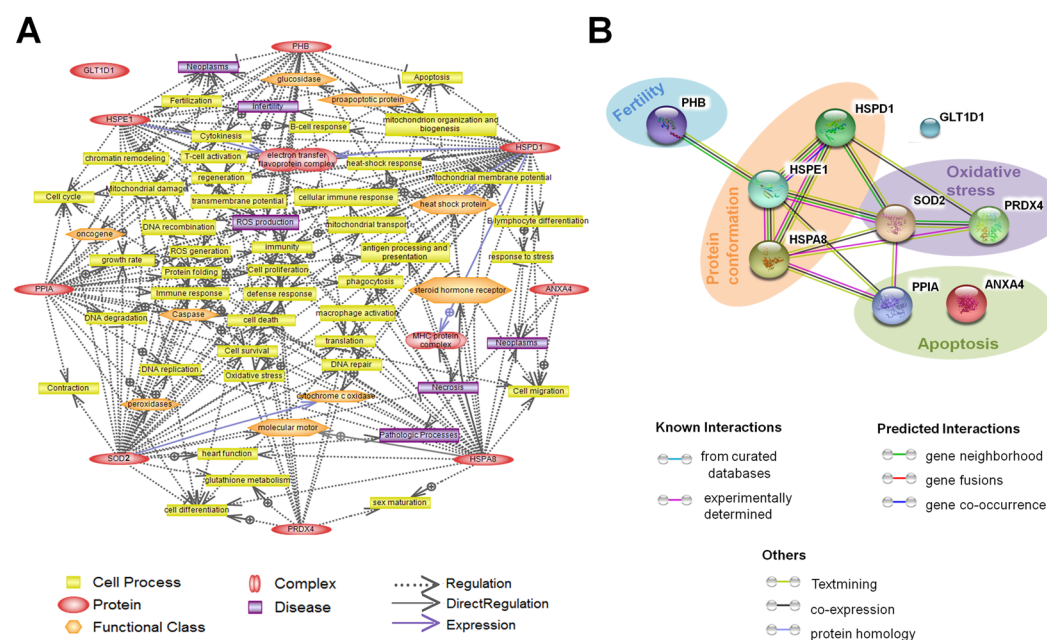 A
PHB
GLT1D1
Neoplasms
glucosidase
Apoptosis
proapoptotic protein
Fertilization
Infertility
HSPE1
B-cell response
mitochondrion organization and
biogenesis
Cytokinesis
HSPD1
chromatin remodeling
T-cell activation
electron transfer
flavoprotein complex
heat-shock response
regeneration
mitochondrial membrane potential
Mitochondrial damage
Cell cycle
transmembrane potential
cellular immune response
heat shock protein
ROS production
B lymphocyte differentiation
DNA recombination
mitochondrial transport
oncogene
ROS generation
immunity
antigen processing and
presentation
response to stress
growth rate
Protein folding
Cell proliferation
phagocytosis
PPIA
Immune response
defense response
steroid hormone receptor
ANXA4
DNA degradation
Caspase
cell death
macrophage activation
MHC protein
complex
translation
Neoplasms
Cell survival
DNA replication
DNA repair
Contraction
Oxidative stress
Necrosis
Cell migration
peroxidases
cytochrome c oxidase
molecular motor
Pathologic Processes
SOD2
heart function
HSPA8
glutathione metabolism
sex maturation
cell differentiation
PRDX4
Cell Process
Protein
Functional Class
Complex
Disease
Regulation
DirectRegulation
Expression
B
Fertility
PHB
HSPD1
GLT1D1
HSPE1
Oxidative
stress
SOD2
PRDX4
Protein
conformation
HSPA8
PPIA
ANXA4
Apoptosis
Known Interactions
from curated
databases
experimentally
determined
Predicted Interactions
gene neighborhood
gene fusions
gene co-occurrence
Others
Textmining
co-expression
protein homology